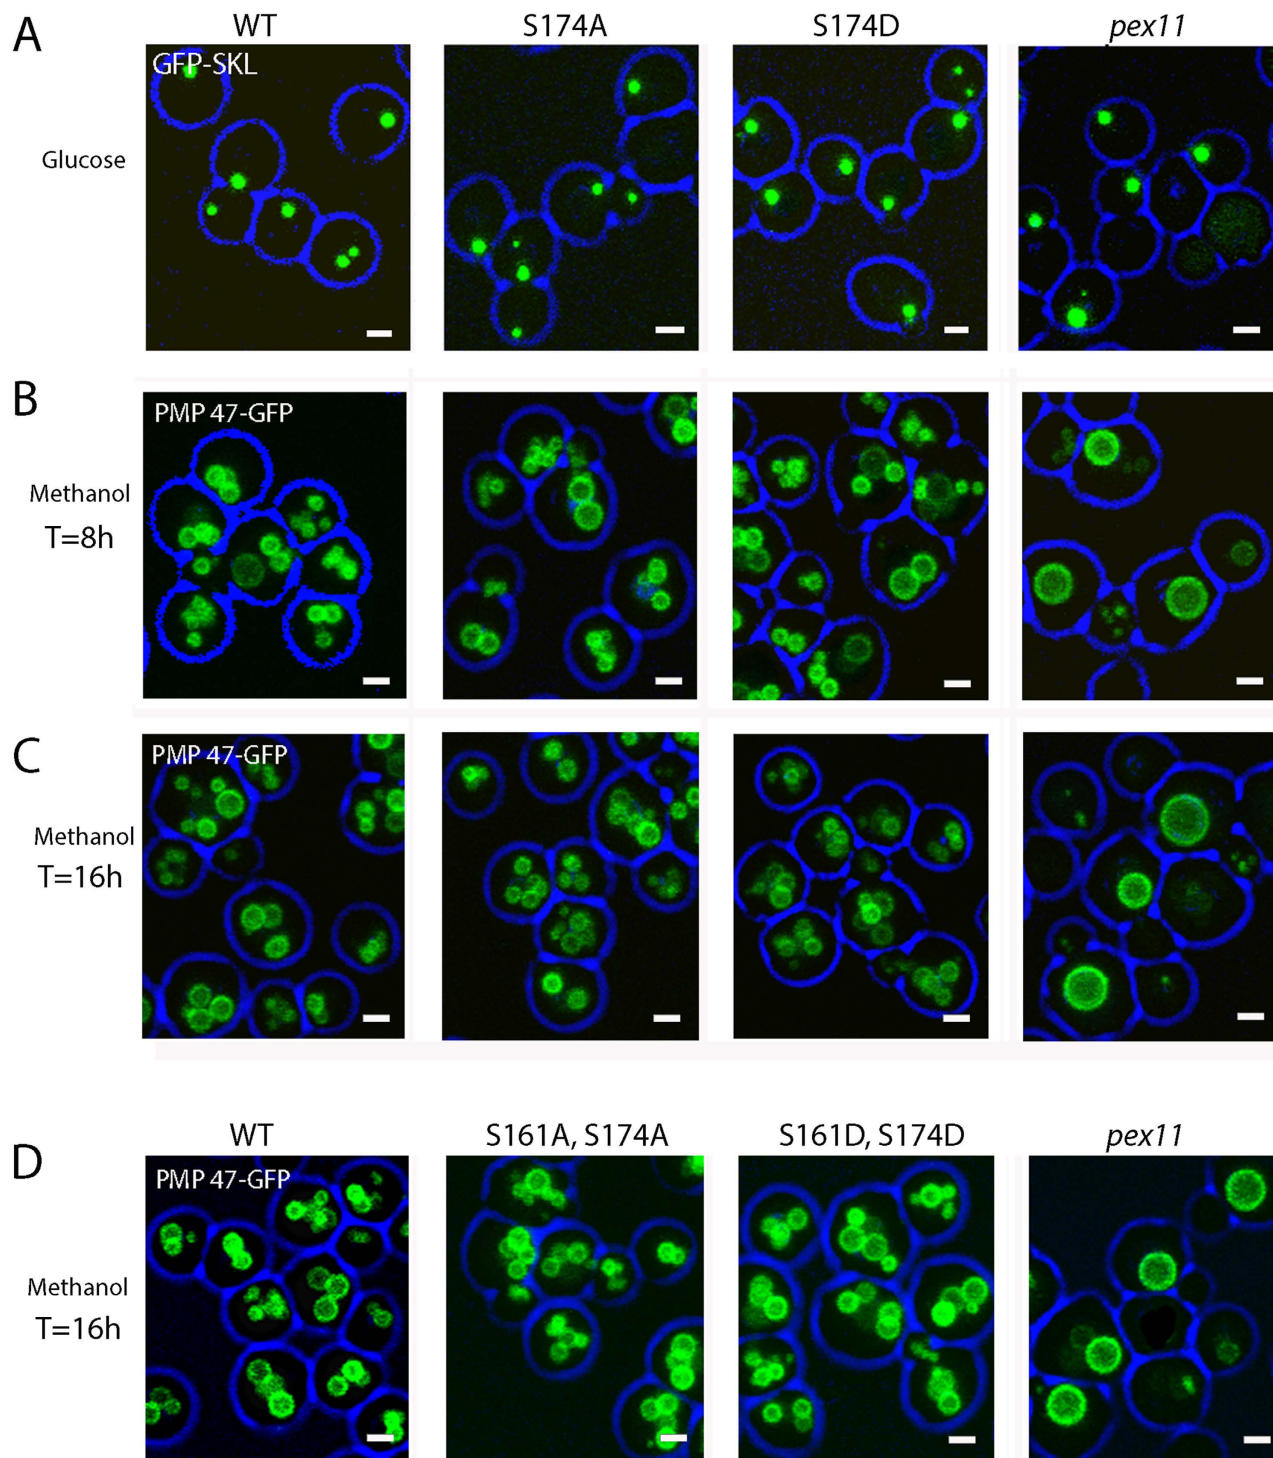 A
WT
S174A
S174D
pex11
GFP-SKL
Glucose
B
PMP 47-GFP
Methanol
T=8h
C
PMP 47-GFP
Methanol
T=16h
D
WT
S161A, S174A
S161D, S174D
pex11
PMP 47-GFP
Methanol
T=16h